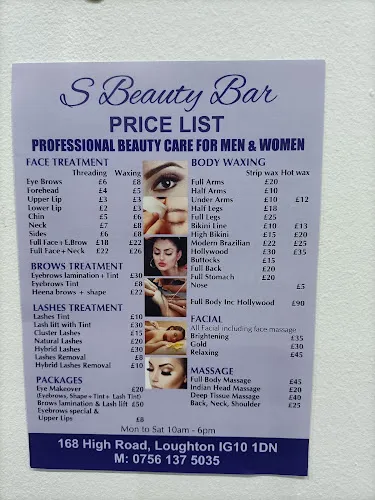 S Beauty Bar
PRICE LIST
PROFESSIONAL BEAUTY CARE FOR MEN & WOMEN
FACE TREATMENT
Threading Waxing
Eye Brows £6 £8
Forehead £4 £5
Upper Lip £3 £3
Lower Lip £2 £3
Chin £5 £6
Neck £7 £8
Sides £6 £8
Full Face+E.Brow £18 £22
Full Face+Neck £22 £26
BROWS TREATMENT
Eyebrows lamination+ Tint £30
Eyebrows Tint £8
Heena brows + shape £22
LASHES TREATMENT
Lashes Tint £10
Lash lift with Tint £30
Cluster Lashes £15
Natural Lashes £20
Hybrid Lashes £30
Lashes Removal £8
Hybrid Lashes Removal £10
PACKAGES
Eye Makeover £20
(Eyebrows, Shape+Tint+ Lash Tint)
Brows lamination & Lash lift £50
Eyebrows special &
Upper Lips £8
BODY WAXING
Strip wax Hot wax
Full Arms £20
Half Arms £10
Under Arms £10 £12
Half Legs £18
Full Legs £25
Bikini Line £10 £13
High Bikini £15 £20
Modern Brazilian £22 £25
Hollywood £30 £35
Buttocks £15
Full Back £20
Full Stomach £20
Nose £5
Full Body Inc Hollywood £90
FACIAL
All Facial including face massage
Brightening £35
Gold £30
Relaxing £45
MASSAGE
Full Body Massage £45
Indian Head Massage £20
Deep Tissue Massage £40
Back, Neck, Shoulder £25
Mon to Sat 10am - 6pm
168 High Road, Loughton IG10 1DN
M: 0756 137 5035